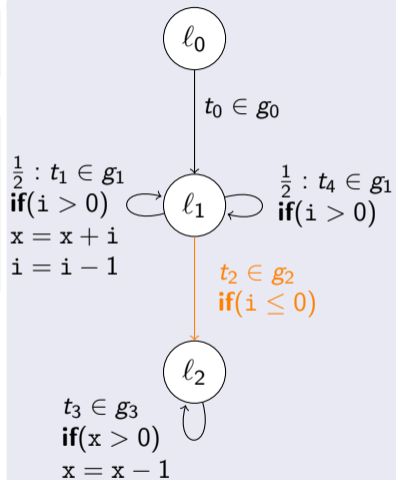 ℓ₀
t₀ ∈ g₀
½ : t₁ ∈ g₁
if(i > 0)
x = x + i
i = i − 1
ℓ₁
½ : t₄ ∈ g₁
if(i > 0)
t₂ ∈ g₂
if(i ≤ 0)
ℓ₂
t₃ ∈ g₃
if(x > 0)
x = x − 1